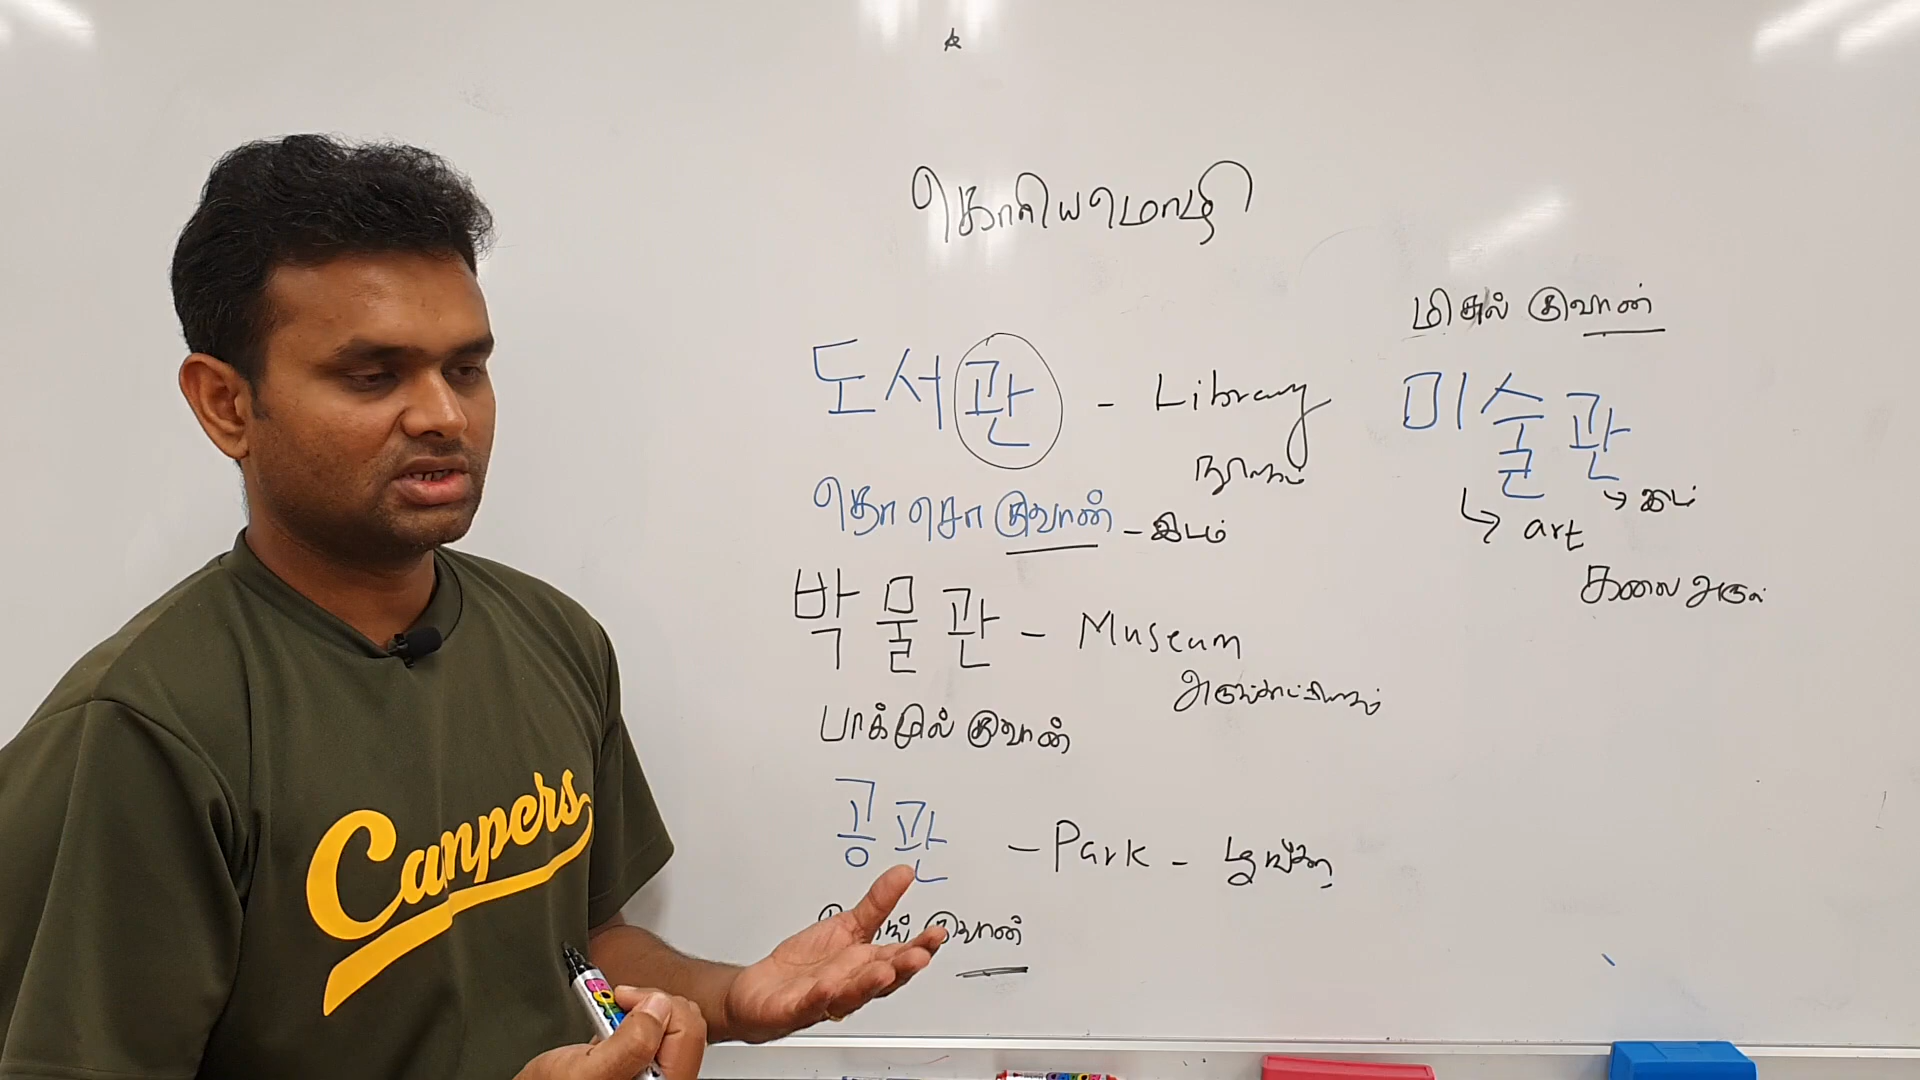 கொரியமொழி
도서관 - Library
நூலகம்
தொசொ குவான் - இடம்
박물관 - Museum
அருங்காட்சியகம்
பாக்முல் குவான்
공관 - Park - பூங்கா
குவான்
மிசுல் குவான்
미술관
இடம்
art
கலை
Campers